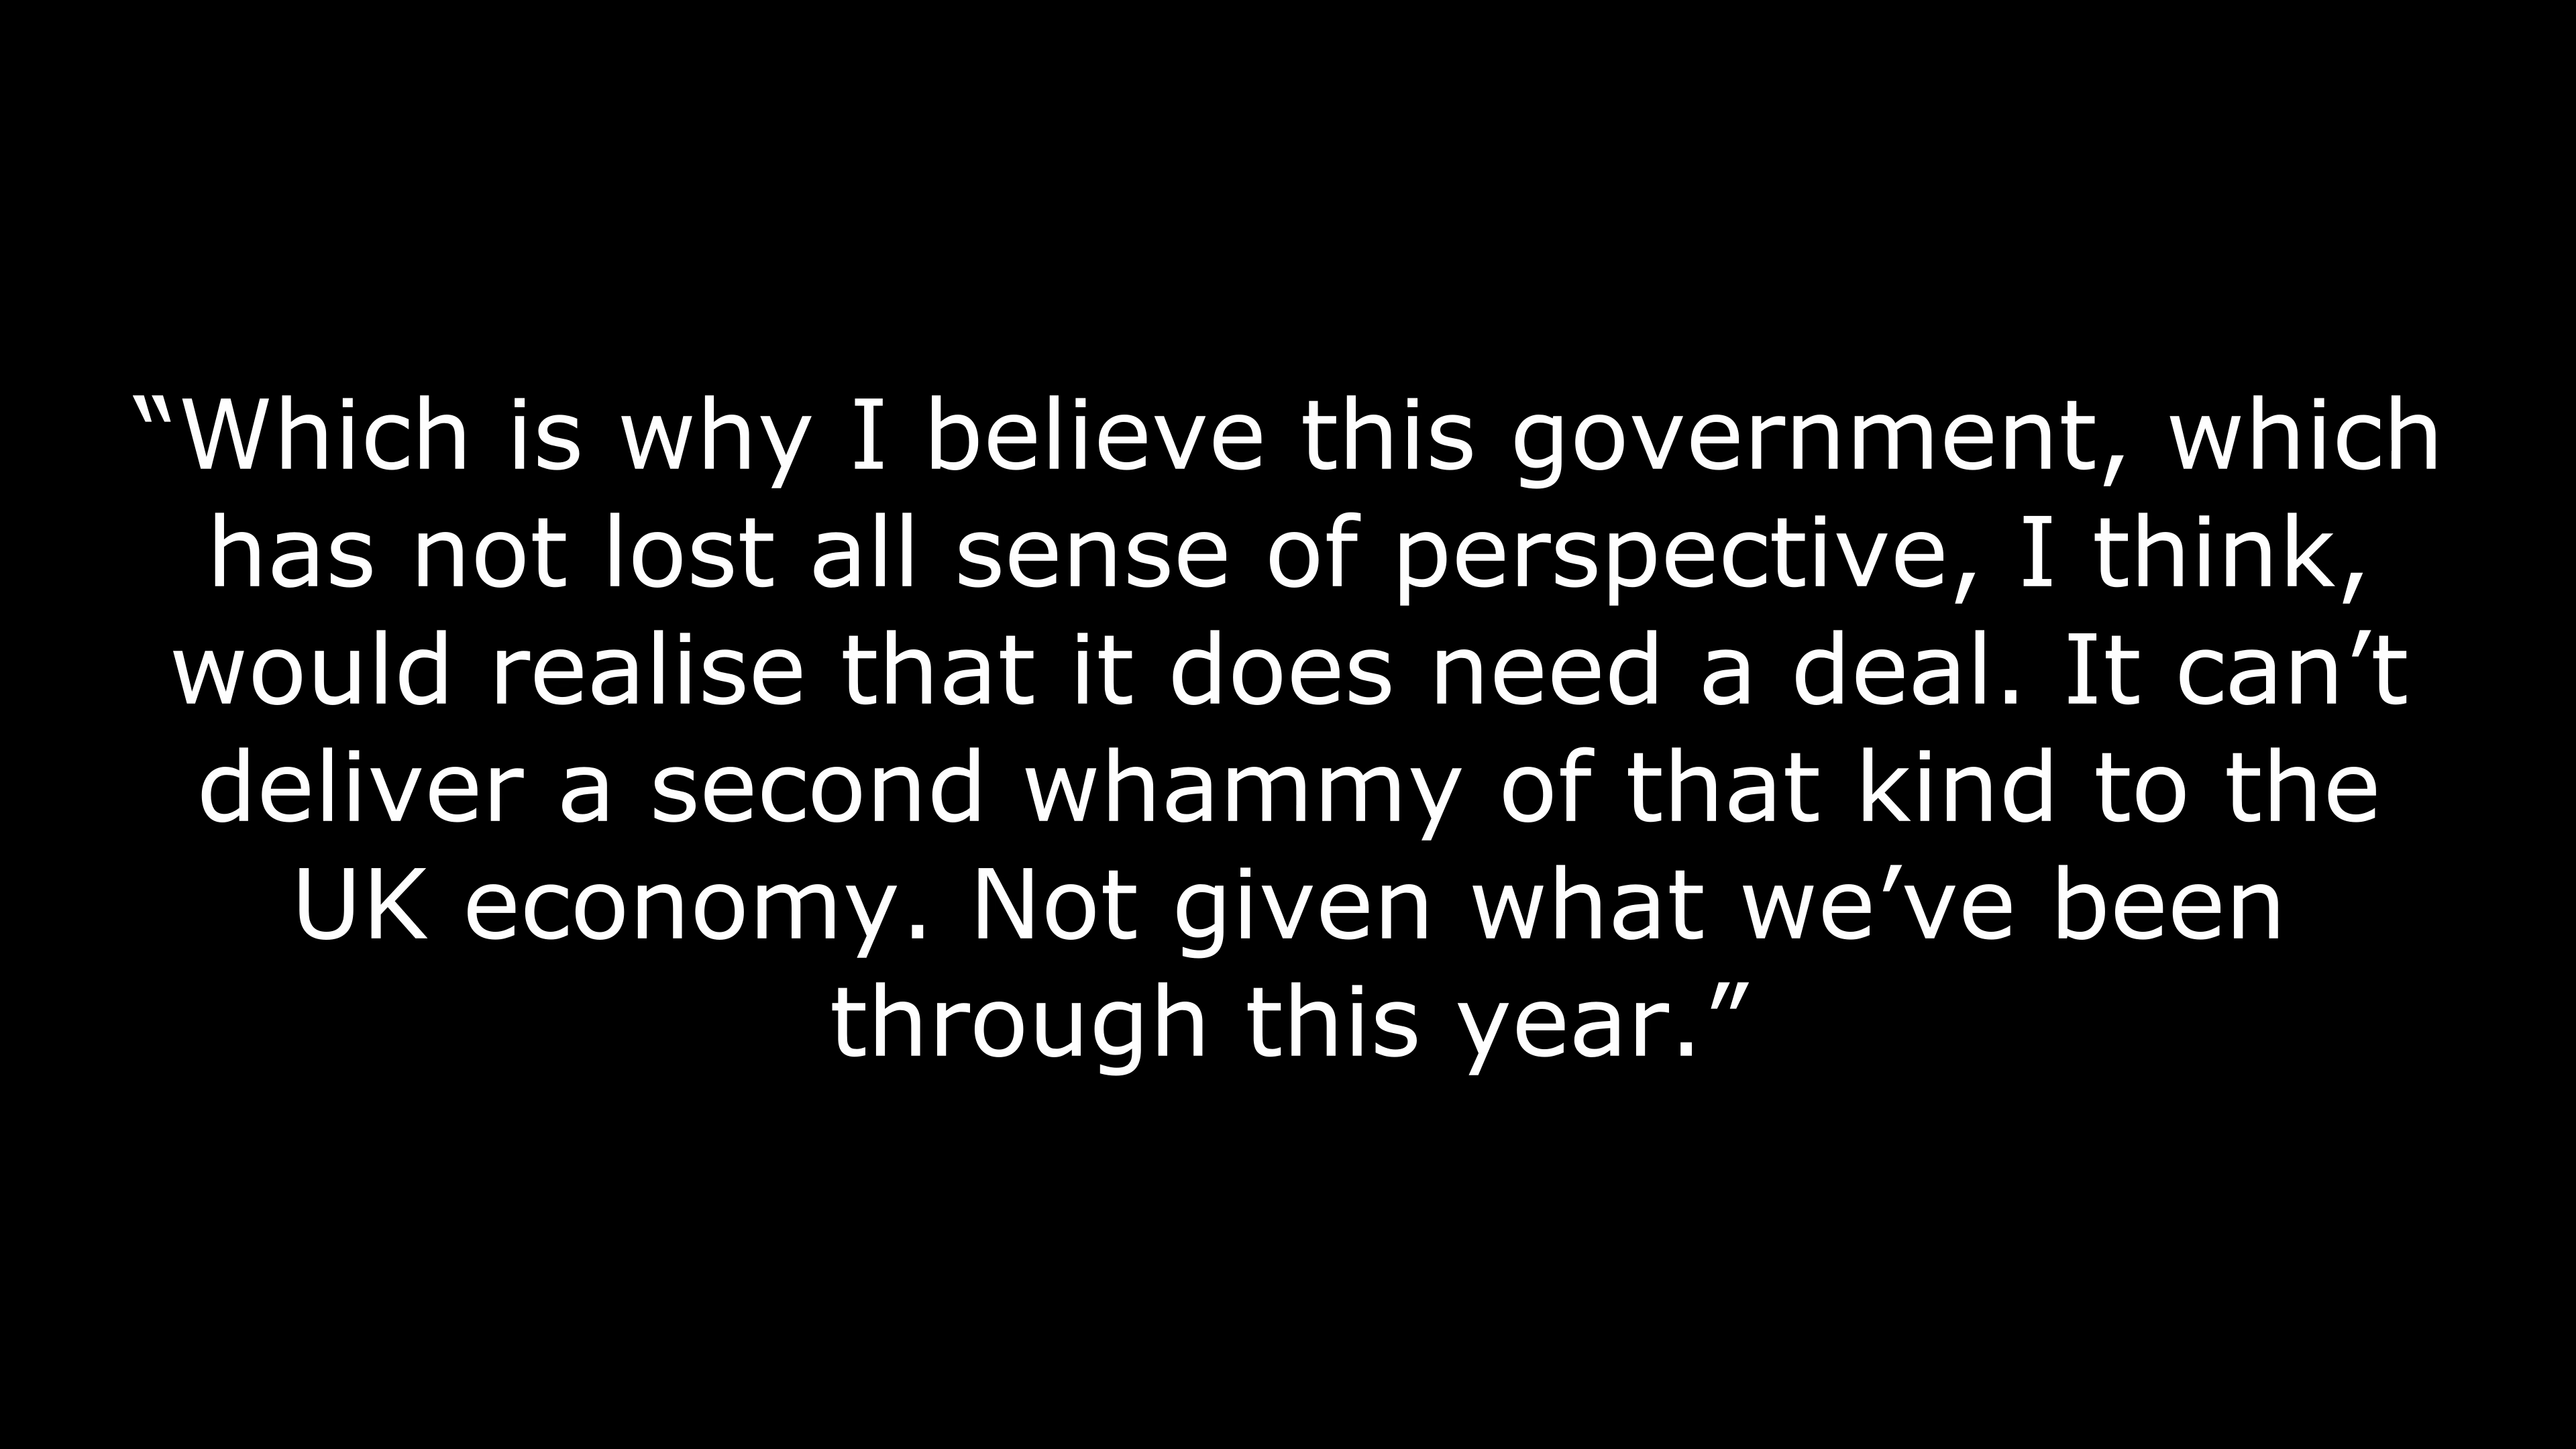 “Which is why I believe this government, which
has not lost all sense of perspective, I think,
would realise that it does need a deal. It can’t
deliver a second whammy of that kind to the
UK economy. Not given what we’ve been
through this year.”